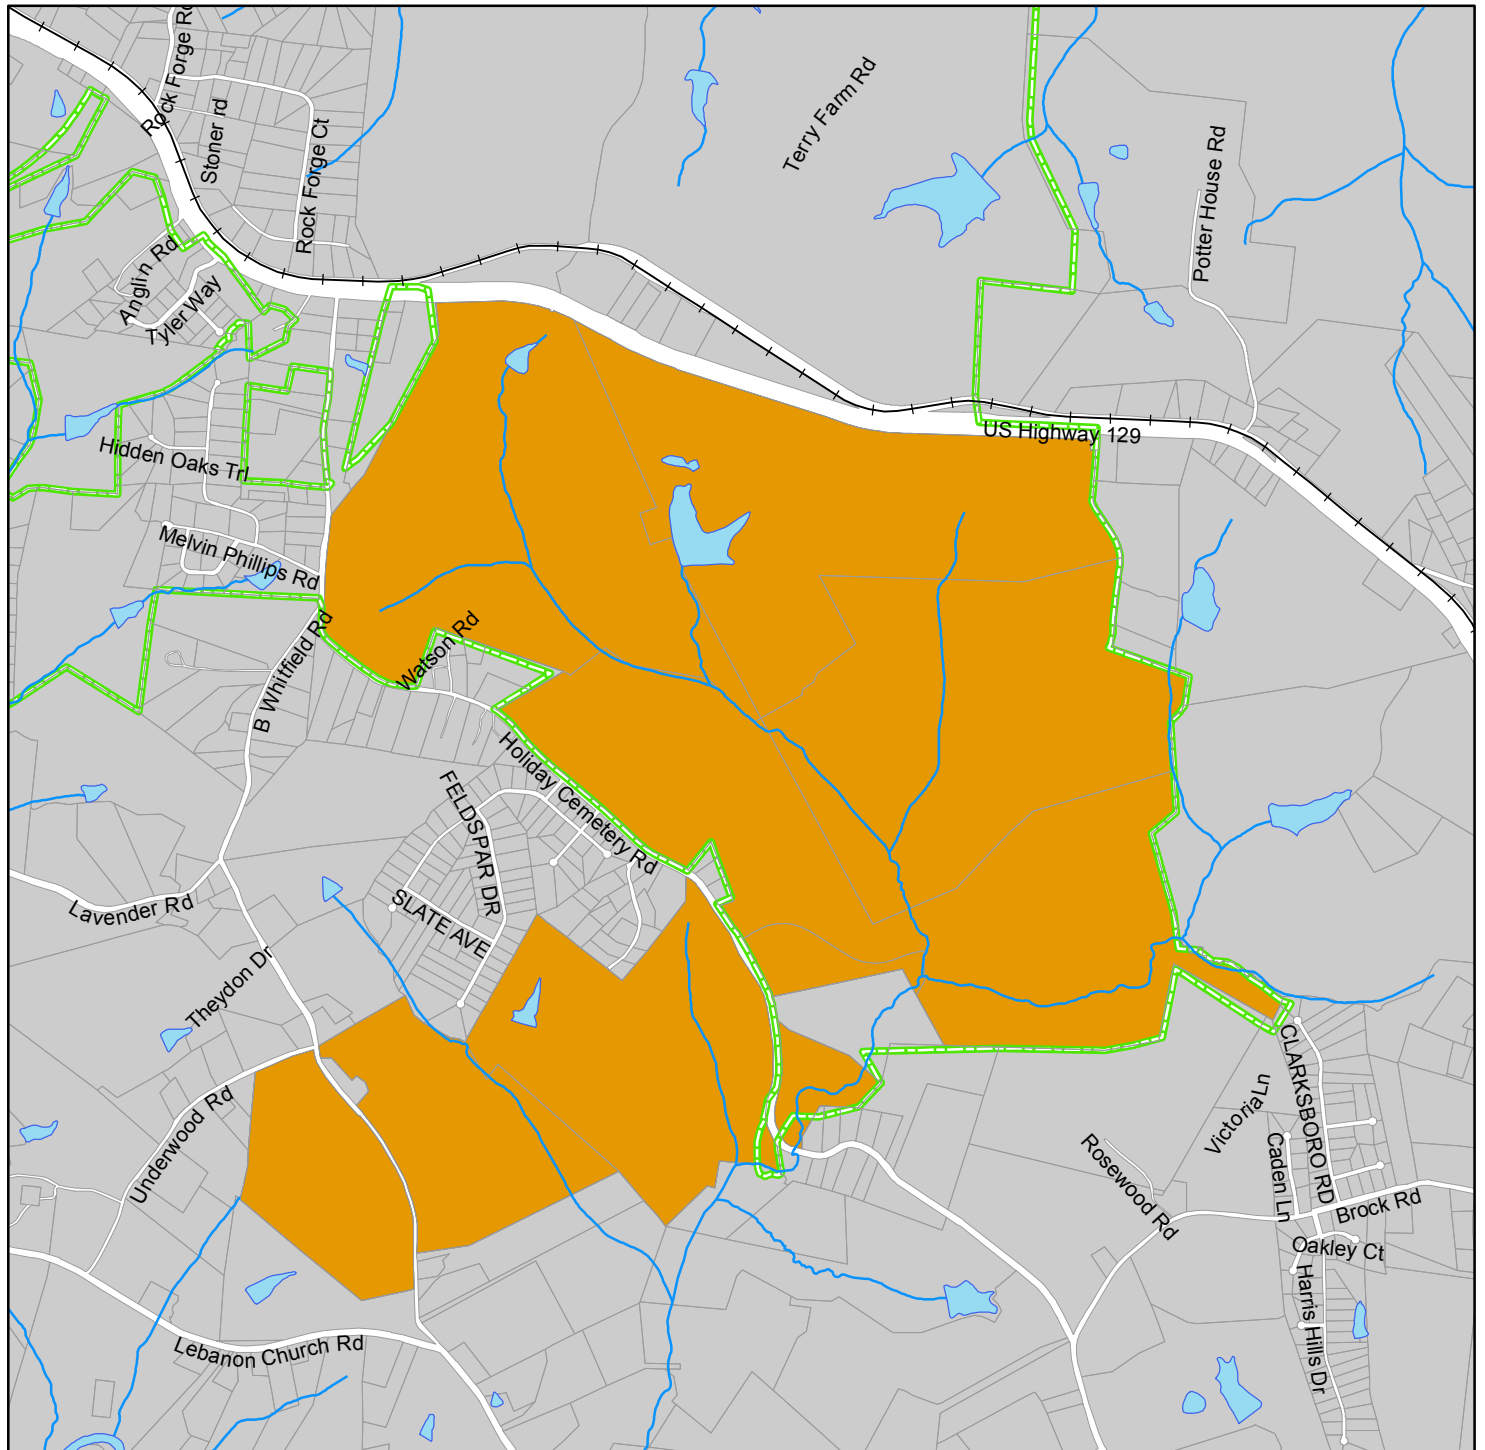 Rock Forge Rd
Stoner rd
Rock Forge Ct
Terry Farm Rd
Potter House Rd
Anglin Rd
Tyler Way
US Highway 129
Hidden Oaks Trl
Melvin Phillips Rd
B Whitfield Rd
Watson Rd
Holiday Cemetery Rd
FELDSPAR DR
SLATE AVE
Lavender Rd
Theydon Dr
Underwood Rd
CLARKSBORO RD
Victoria Ln
Caden Ln
Rosewood Rd
Brock Rd
Oakley Ct
Harris Hills Dr
Lebanon Church Rd